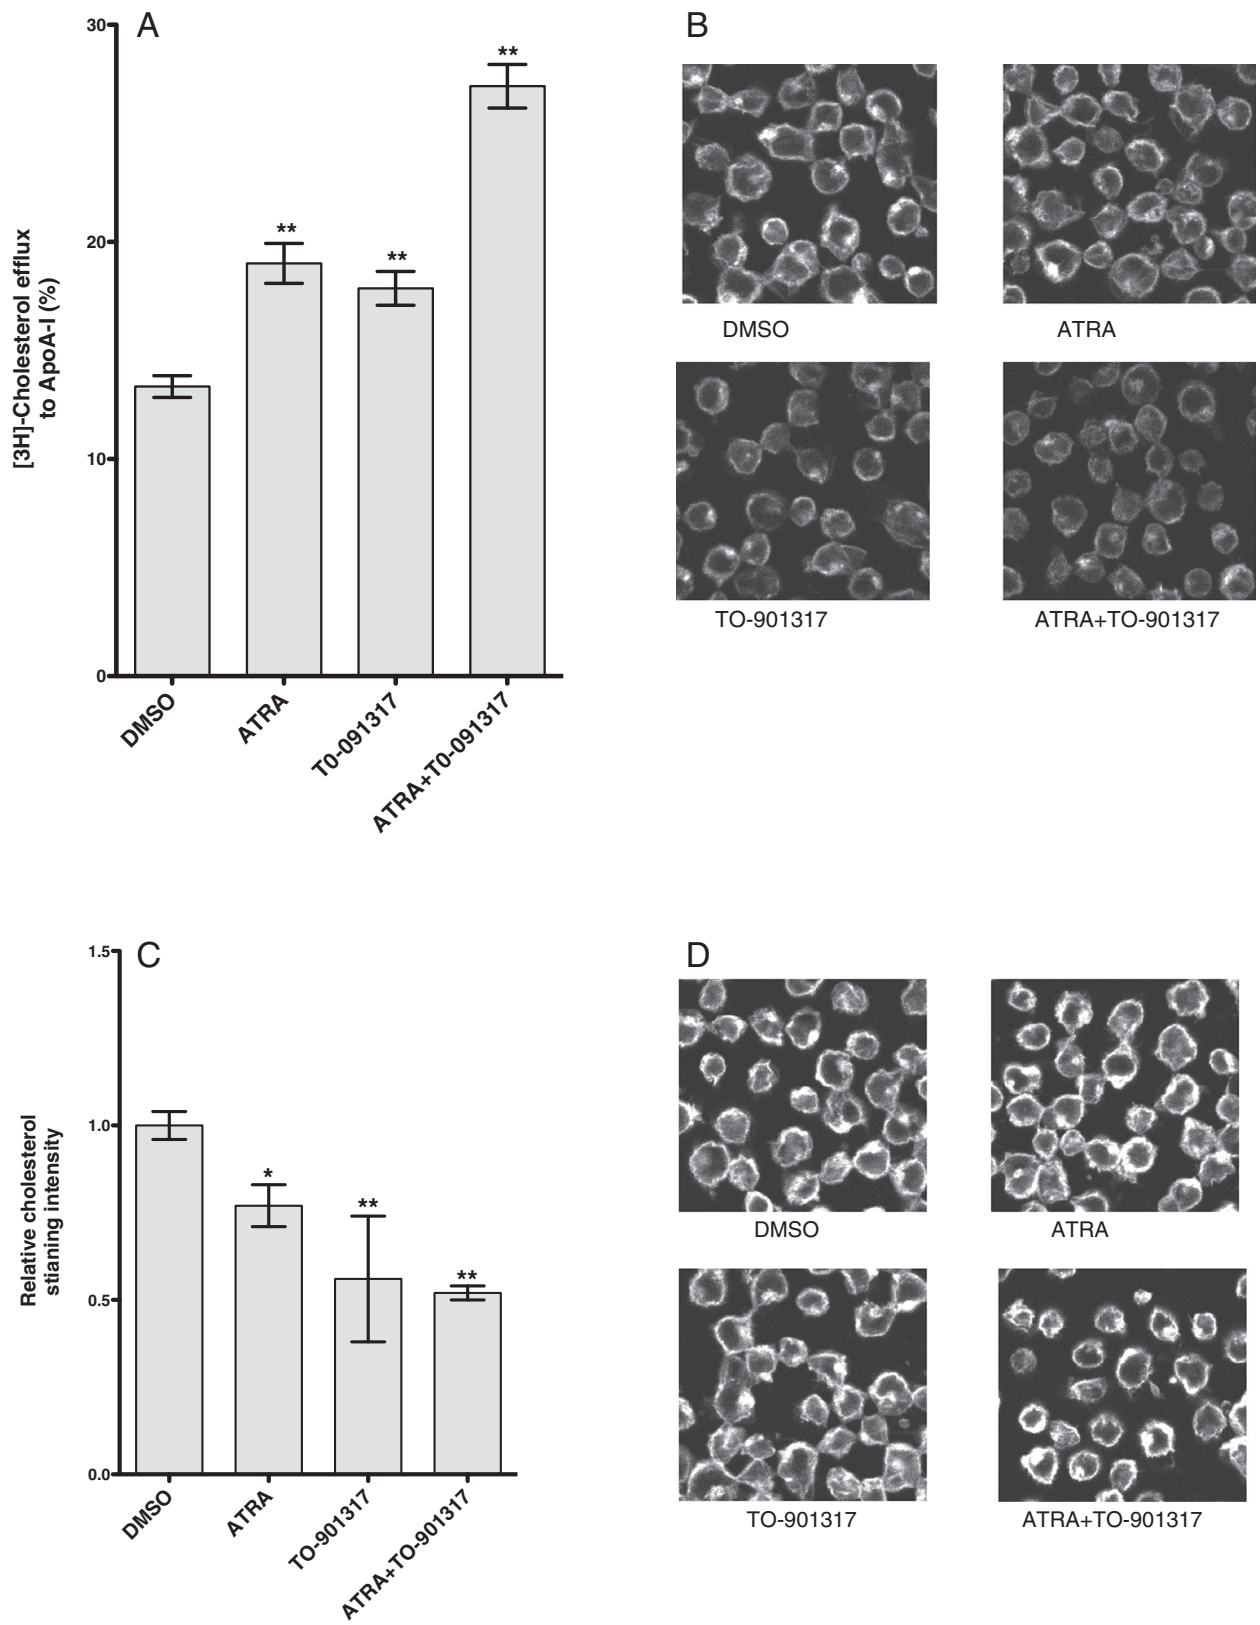 A
30
20
10
0
[3H]-Cholesterol efflux
to ApoA-I (%)
**
**
**
DMSO
ATRA
T0-091317
ATRA+T0-091317
B
DMSO
ATRA
TO-901317
ATRA+TO-901317
C
1.5
1.0
0.5
0.0
Relative cholesterol
stianing intensity
*
**
**
DMSO
ATRA
TO-901317
ATRA+TO-901317
D
DMSO
ATRA
TO-901317
ATRA+TO-901317